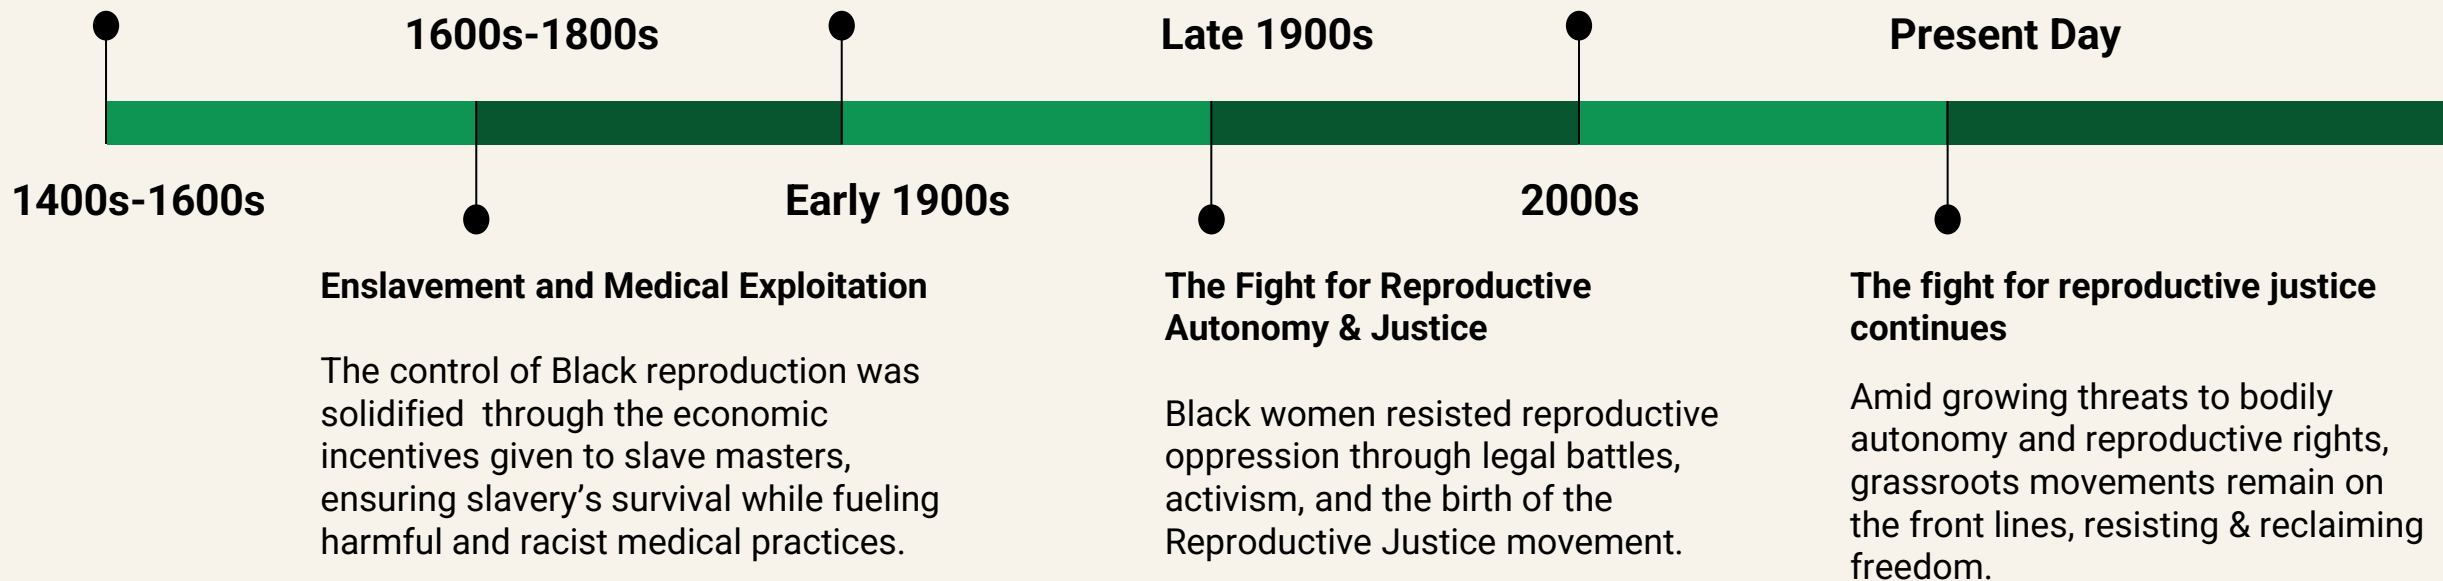 1600s-1800s
Late 1900s
Present Day
1400s-1600s
Early 1900s
2000s
Enslavement and Medical Exploitation
The control of Black reproduction was
solidified  through the economic
incentives given to slave masters,
ensuring slavery’s survival while fueling
harmful and racist medical practices.
The Fight for Reproductive
Autonomy & Justice
Black women resisted reproductive
oppression through legal battles,
activism, and the birth of the
Reproductive Justice movement.
The fight for reproductive justice
continues
Amid growing threats to bodily
autonomy and reproductive rights,
grassroots movements remain on
the front lines, resisting & reclaiming
freedom.